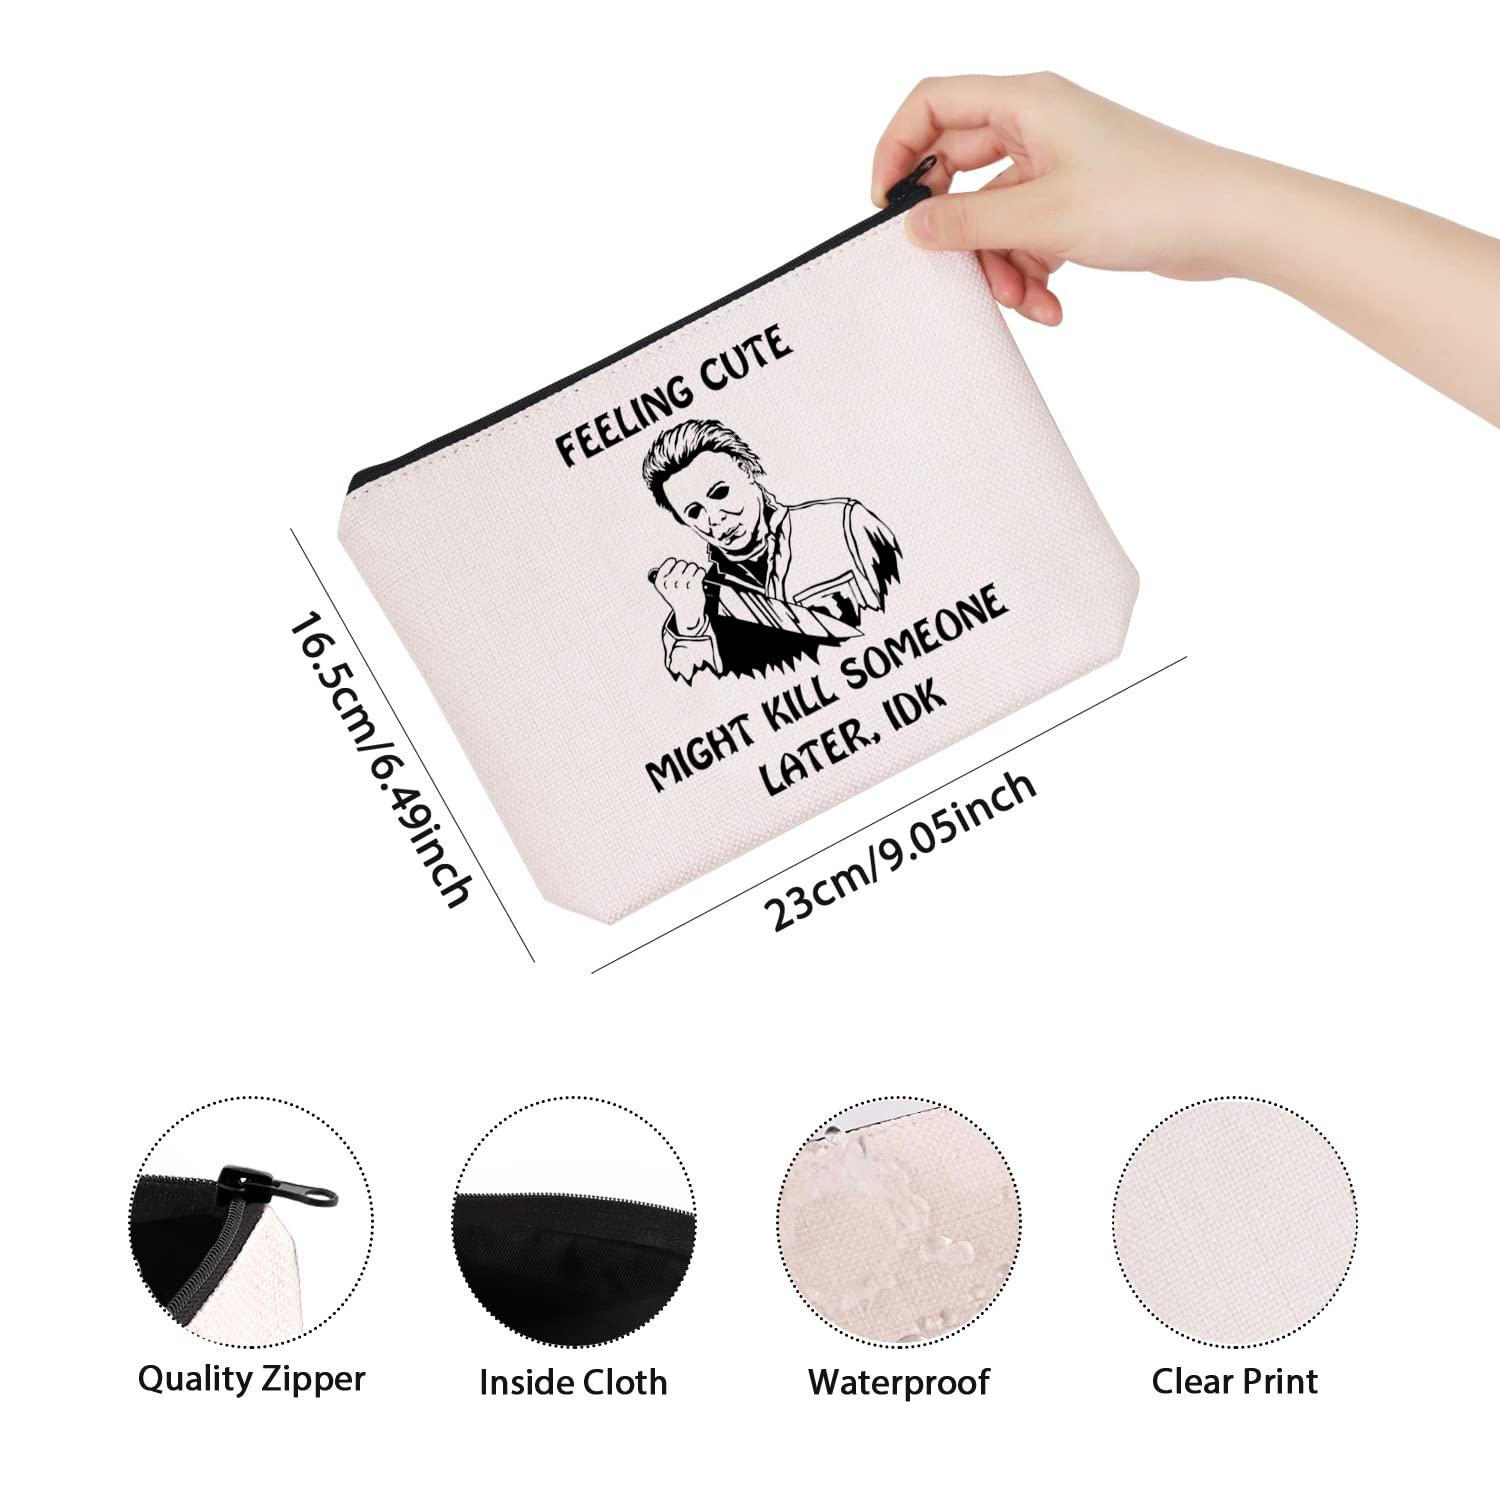 FEELING CUTE
MIGHT KILL SOMEONE
LATER, IDK
16.5cm/6.49inch
23cm/9.05inch
Quality Zipper
Inside Cloth
Waterproof
Clear Print